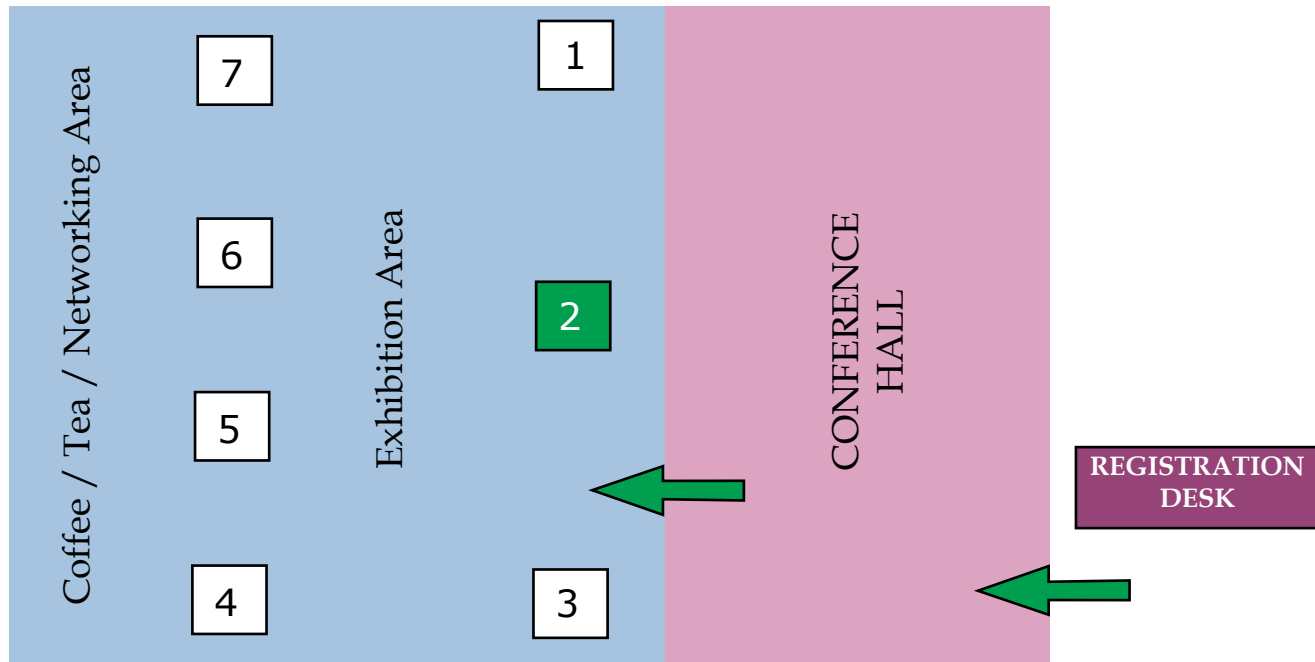 Coffee / Tea / Networking Area
7
6
5
4
Exhibition Area
1
2
3
CONFERENCE
HALL
REGISTRATION
DESK